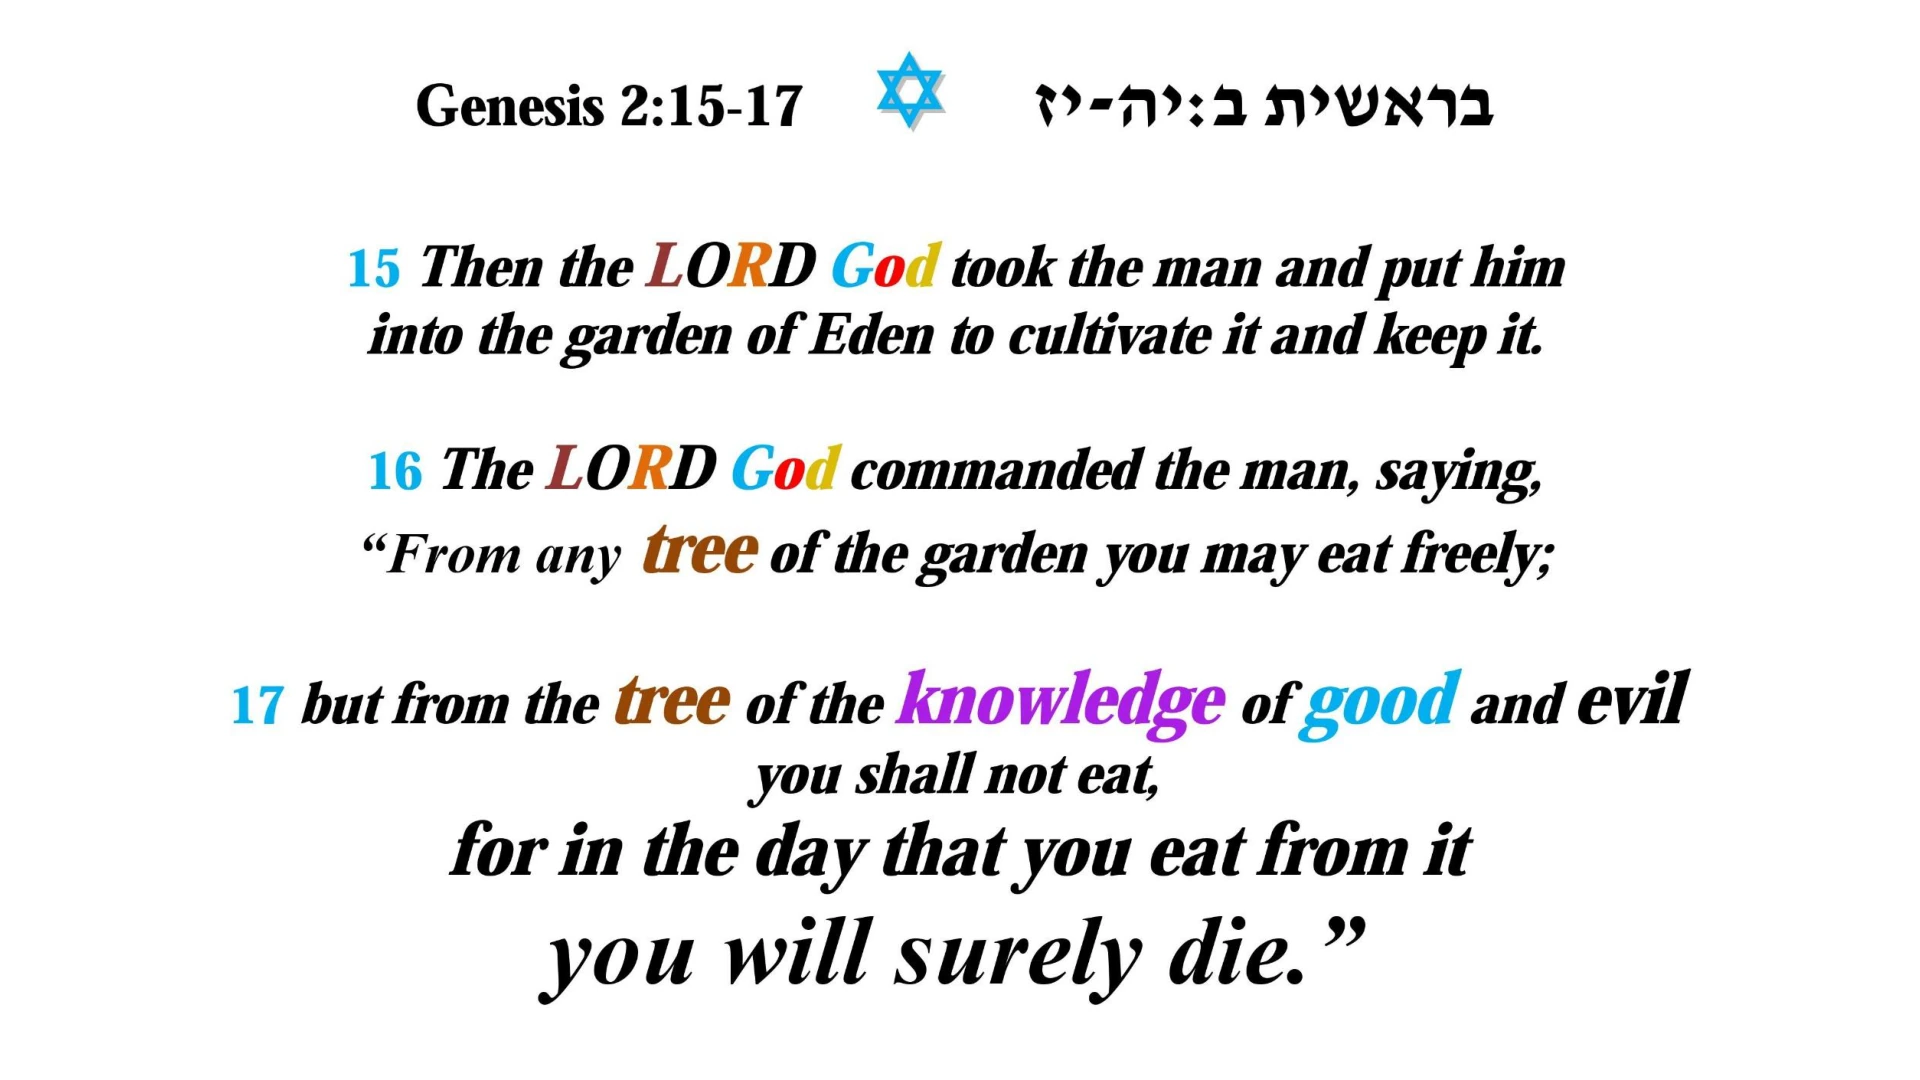 Genesis 2:15-17 בראשית ב:יה-יז
15 Then the LORD God took the man and put him
into the garden of Eden to cultivate it and keep it.
16 The LORD God commanded the man, saying,
“From any tree of the garden you may eat freely;
17 but from the tree of the knowledge of good and evil
you shall not eat,
for in the day that you eat from it
you will surely die.”